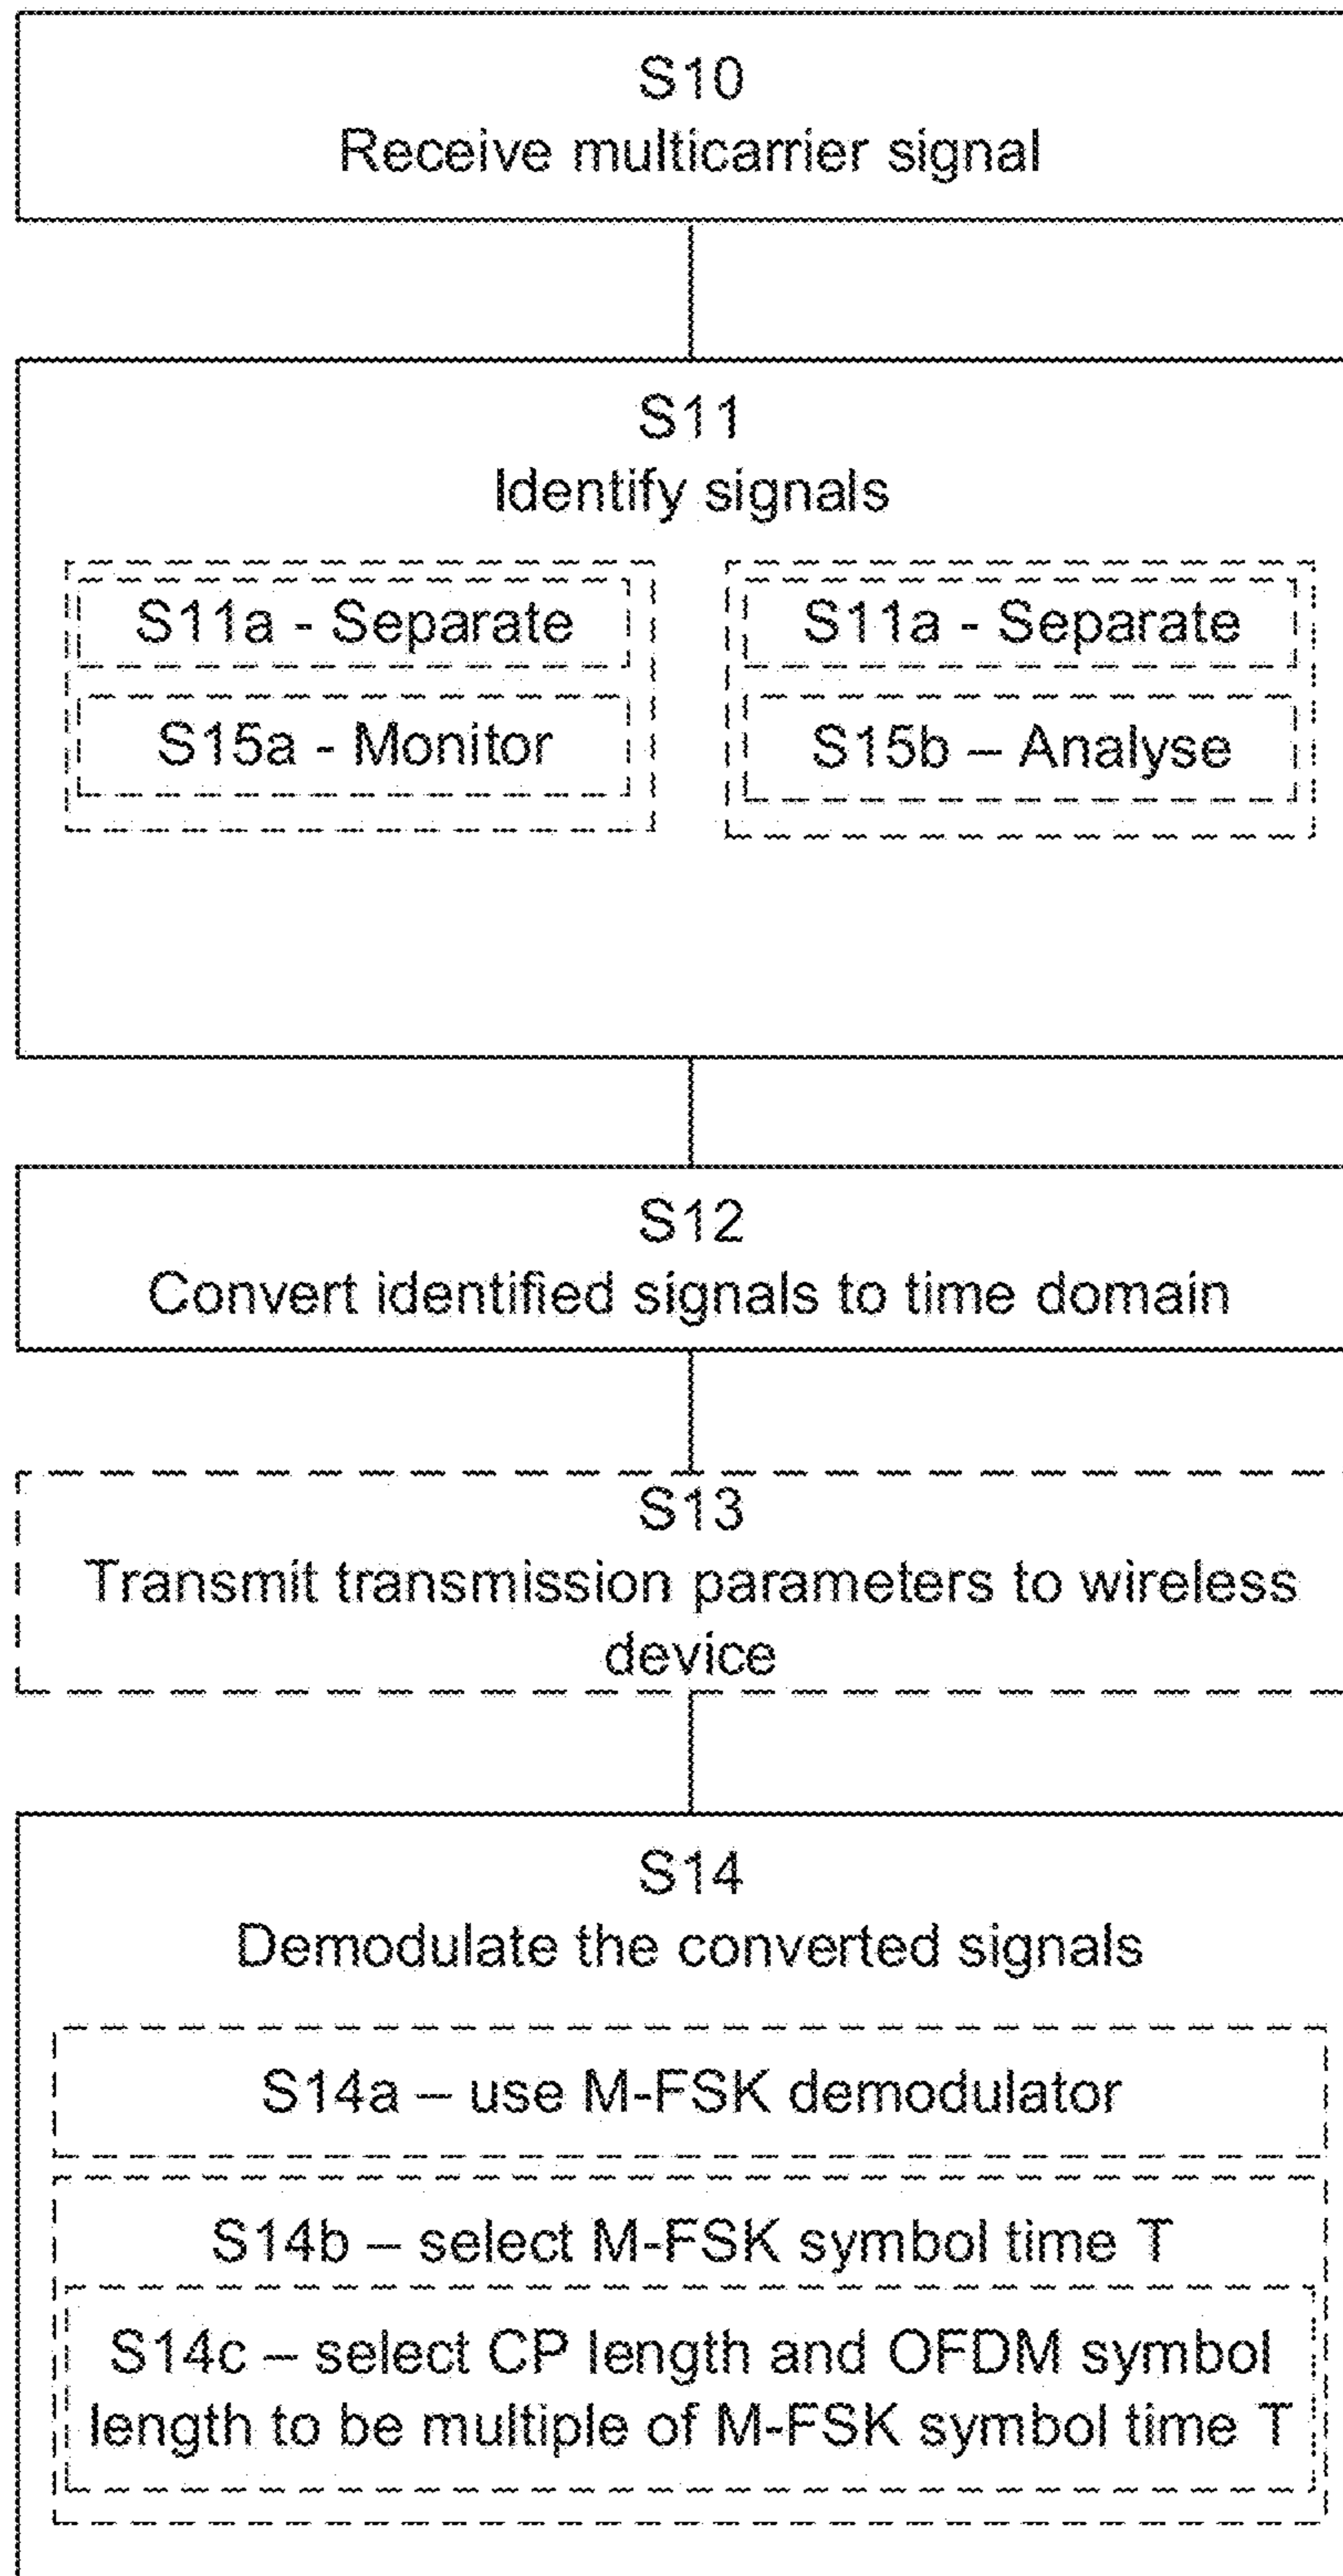 S10
Receive multicarrier signal
S11
Identify signals
S11a - Separate
S15a - Monitor
S11a - Separate
S15b – Analyse
S12
Convert identified signals to time domain
S13
Transmit transmission parameters to wireless
device
S14
Demodulate the converted signals
S14a – use M-FSK demodulator
S14b – select M-FSK symbol time T
S14c – select CP length and OFDM symbol
length to be multiple of M-FSK symbol time T